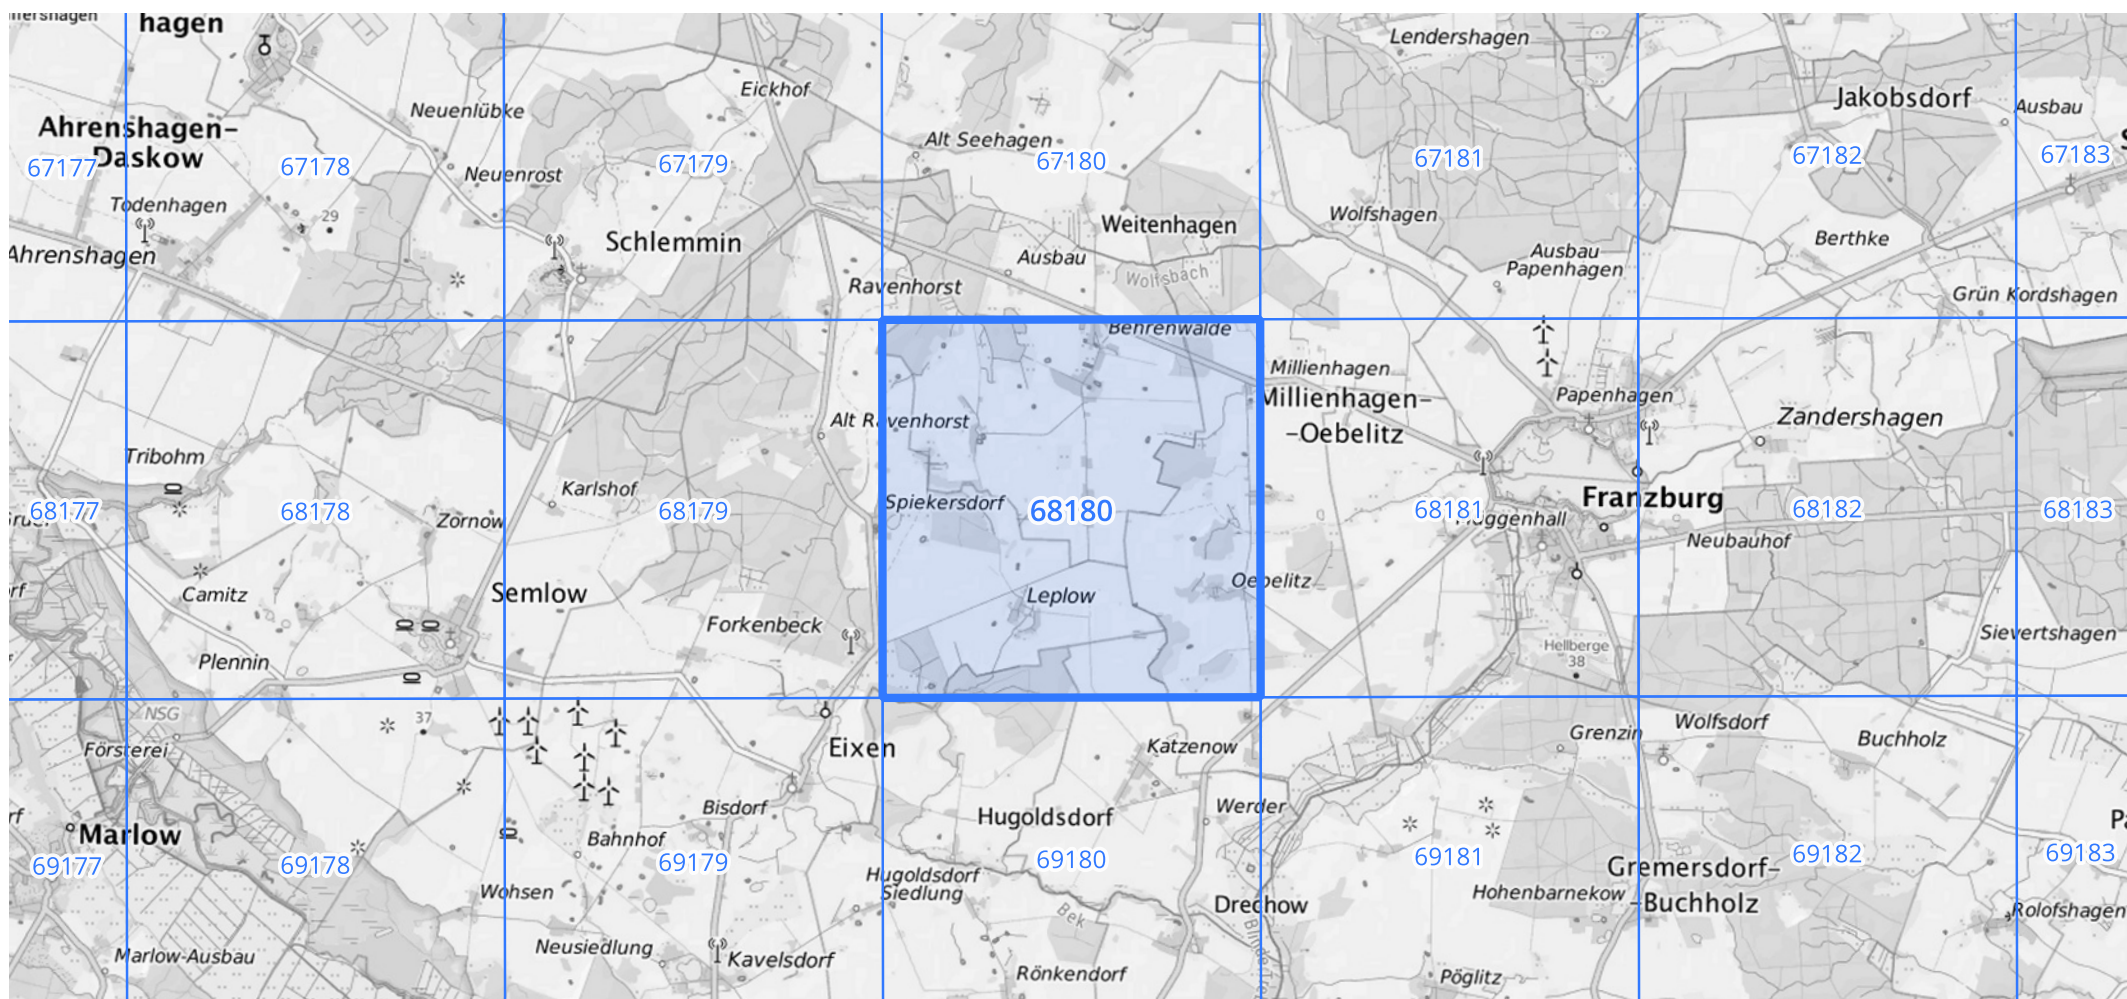 hagen
Lendershagen
Eickhof
Neuenlübke
Jakobsdorf
Ausbau
Ahrenshagen-
Daskow
Alt Seehagen
67177
67178
67179
67180
67181
67182
67183
Neuenrost
Todenhagen
29
Wolfshagen
Weitenhagen
Schlemmin
Berthke
Ahrenshagen
Ausbau
Ausbau
Papenhagen
Wolfsbach
Ravenhorst
Grün Kordshagen
Behrenwalde
Millienhagen
Millienhagen-
-Oebelitz
Papenhagen
Zandershagen
Alt Ravenhorst
Tribohm
Karlshof
Spiekersdorf
Franzburg
68177
68178
68179
68180
68181
68182
68183
Zornow
Müggenhall
Neubauhof
Oebelitz
Camitz
Semlow
Leplow
Forkenbeck
Sievertshagen
Hellberge
38
Plennin
NSG
37
Wolfsdorf
Grenzin
Buchholz
Försterei
Eixen
Katzenow
Bisdorf
Werder
Hugoldsdorf
Marlow
Bahnhof
69177
69178
69179
69180
69181
69182
69183
Gremersdorf-
-Buchholz
Hugoldsdorf
Siedlung
Wohsen
Hohenbarnekow
Drechow
Bek
Rolofshagen
Neusiedlung
Kavelsdorf
Marlow-Ausbau
Rönkendorf
Pöglitz